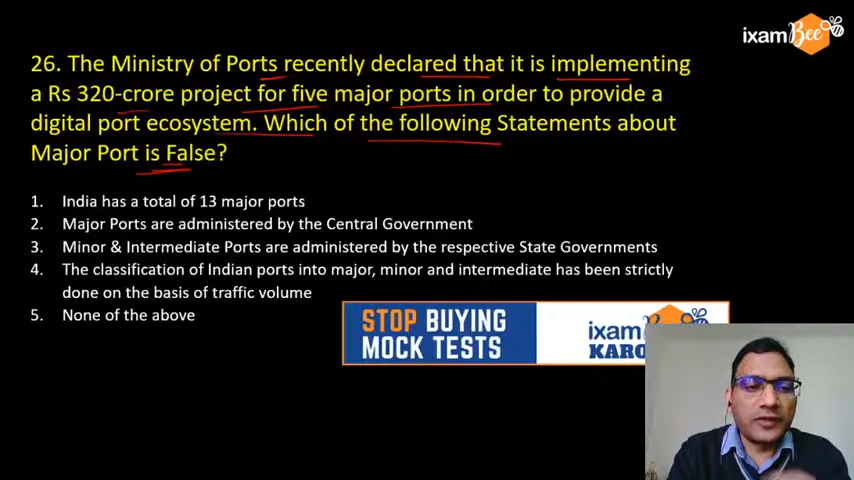 ixam Bee
26. The Ministry of Ports recently declared that it is implementing
a Rs 320-crore project for five major ports in order to provide a
digital port ecosystem. Which of the following Statements about
Major Port is False?
1. India has a total of 13 major ports
2. Major Ports are administered by the Central Government
3. Minor & Intermediate Ports are administered by the respective State Governments
4. The classification of Indian ports into major, minor and intermediate has been strictly
done on the basis of traffic volume
5. None of the above
STOP BUYING
MOCK TESTS
ixam
KARO